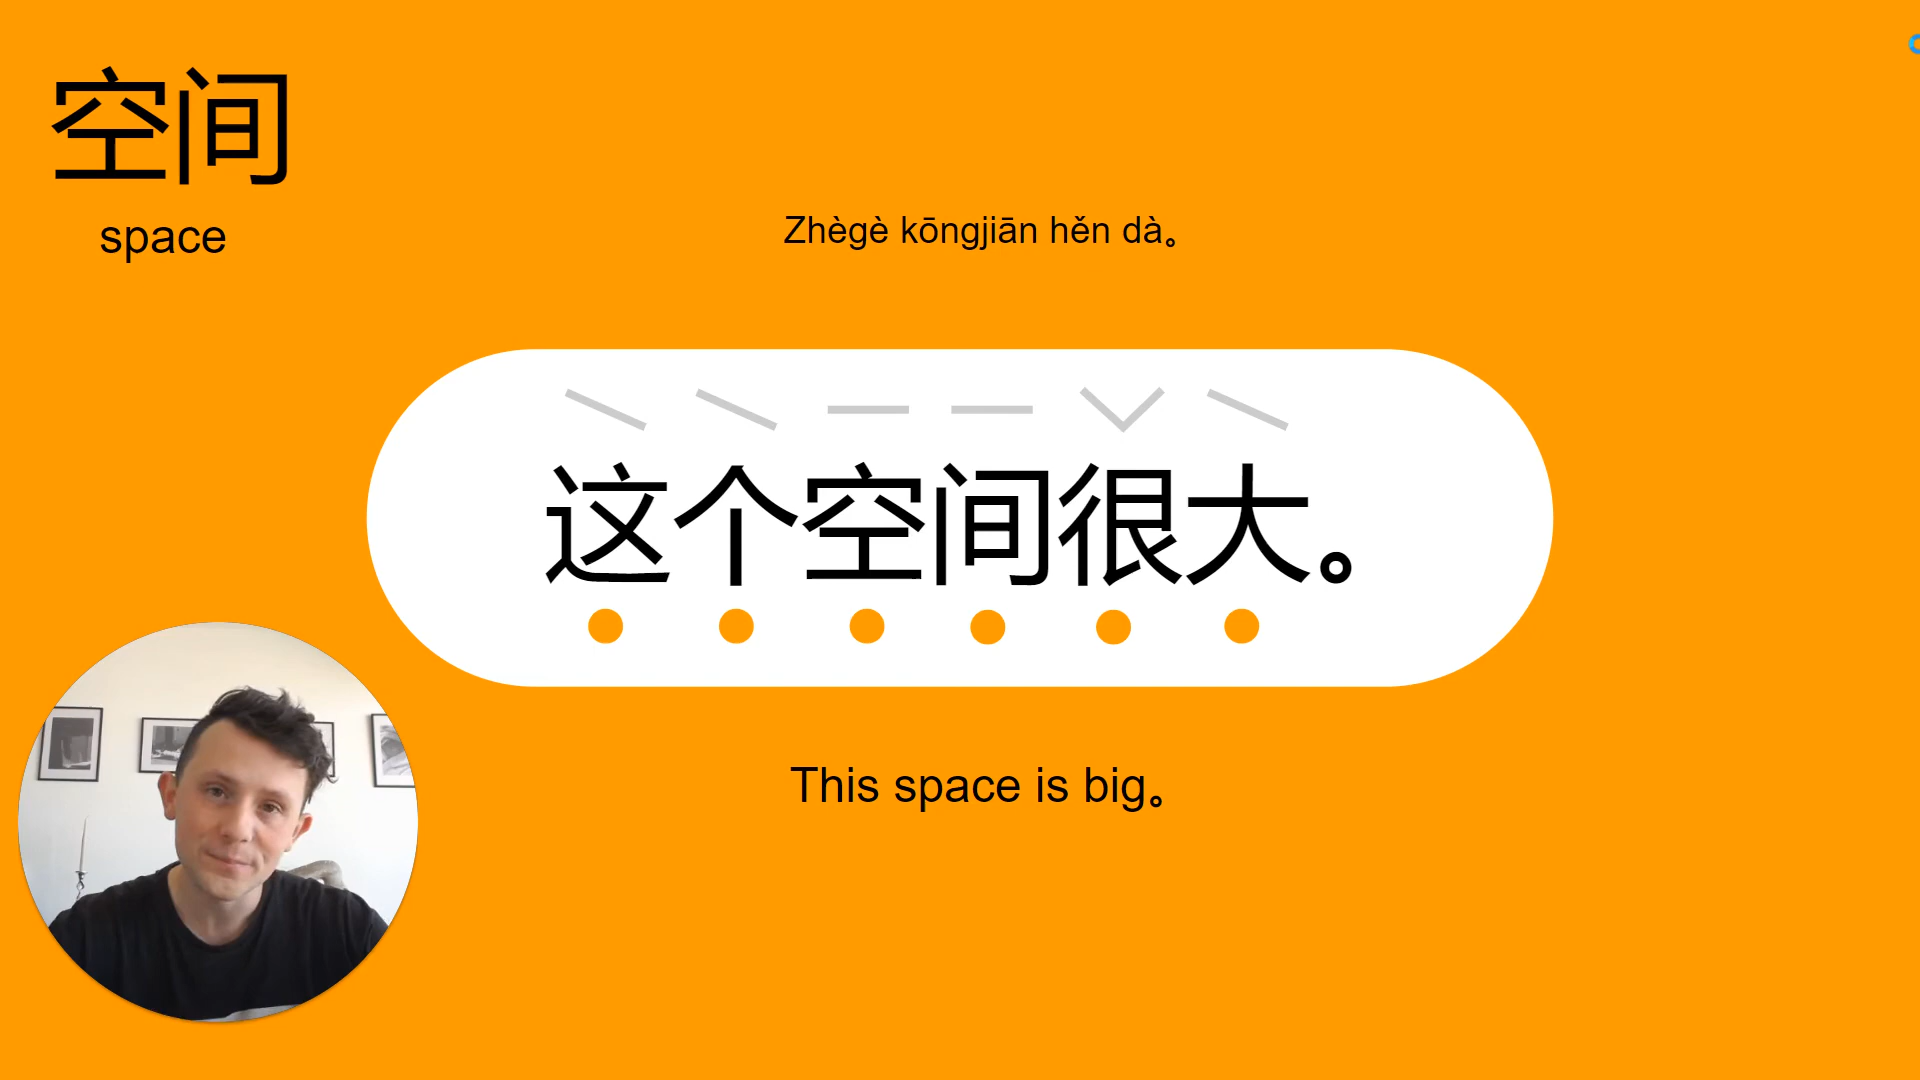 空间
space
Zhègè kōngjiān hěn dà。
这个空间很大。
This space is big。